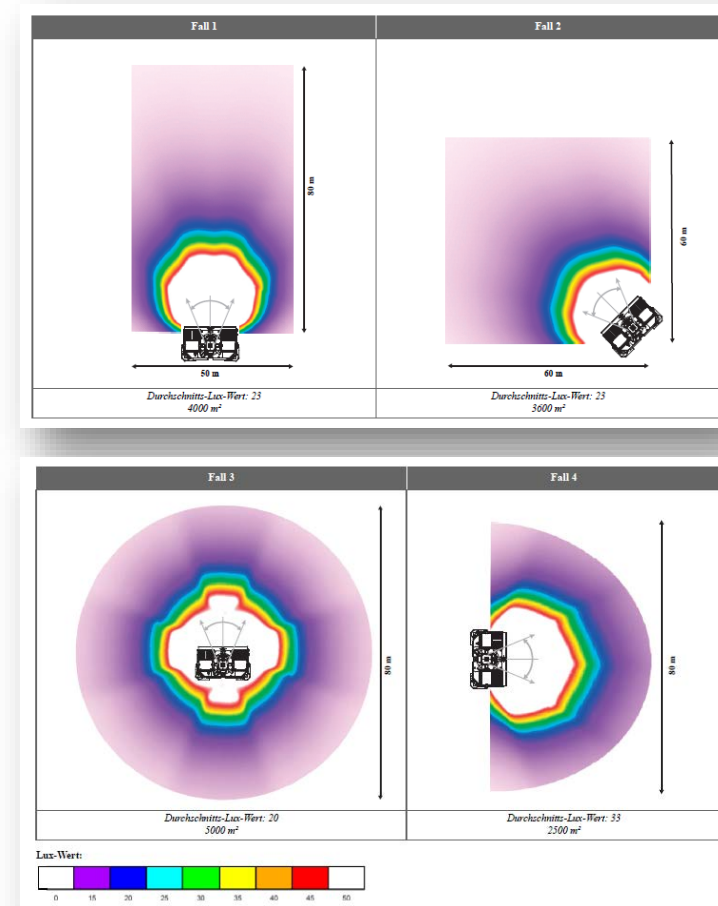 Fall 1
Fall 2
80 m
60 m
50 m
60 m
Durchschnitts-Lux-Wert: 23
4000 m²
Durchschnitts-Lux-Wert: 23
3600 m²
Fall 3
Fall 4
80 m
80 m
Durchschnitts-Lux-Wert: 20
5000 m²
Durchschnitts-Lux-Wert: 33
2500 m²
Lux-Wert:
0 15 20 25 30 35 40 45 50